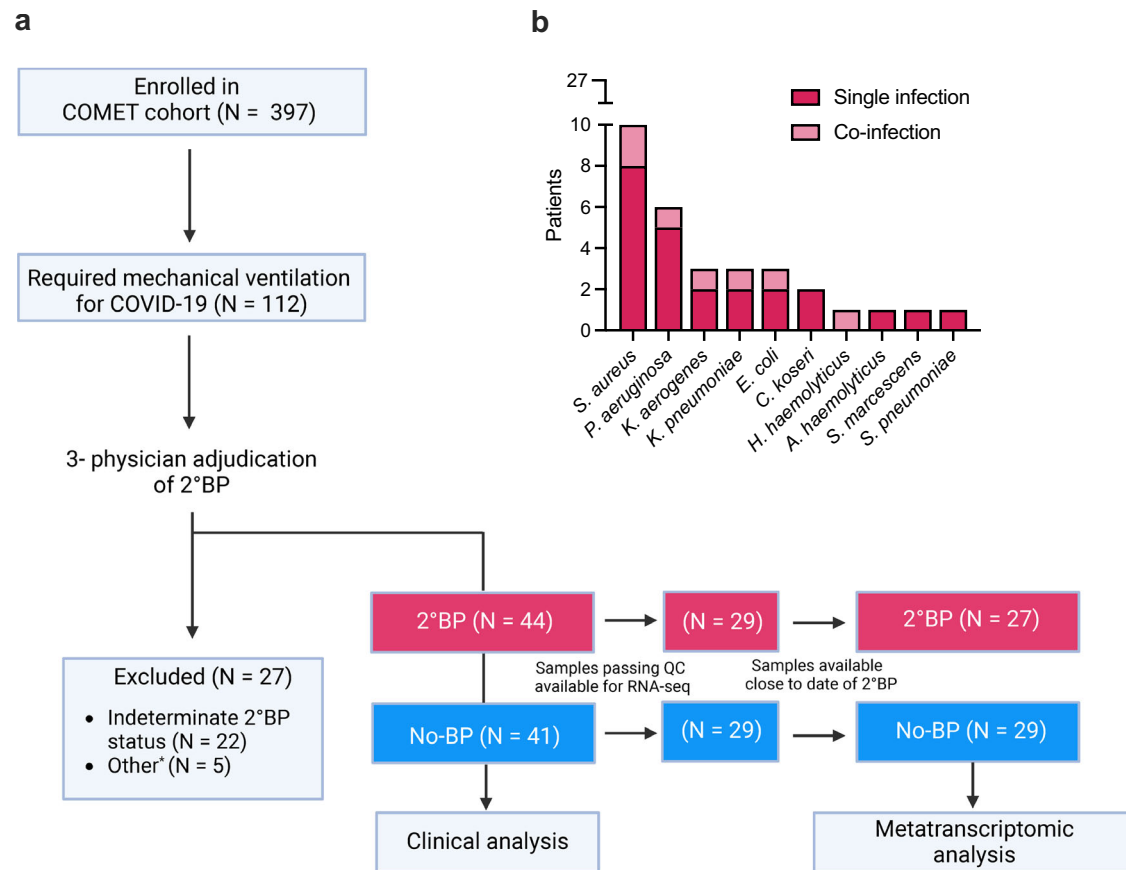 a
Enrolled in
COMET cohort (N =  397)
Required mechanical ventilation
for COVID-19 (N = 112)
3- physician adjudication
of 2°BP
Excluded (N = 27)
• Indeterminate 2°BP
status (N = 22)
• Other* (N = 5)
2°BP (N = 44)
(N = 29)
2°BP (N = 27)
Samples passing QC
available for RNA-seq
Samples available
close to date of 2°BP
No-BP (N = 41)
(N = 29)
No-BP (N = 29)
Clinical analysis
Metatranscriptomic
analysis
b
Single infection
Co-infection
Patients
27
10
8
6
4
2
0
S. aureus
P. aeruginosa
K. aerogenes
K. pneumoniae
E. coli
C. koseri
H. haemolyticus
A. haemolyticus
S. marcescens
S. pneumoniae